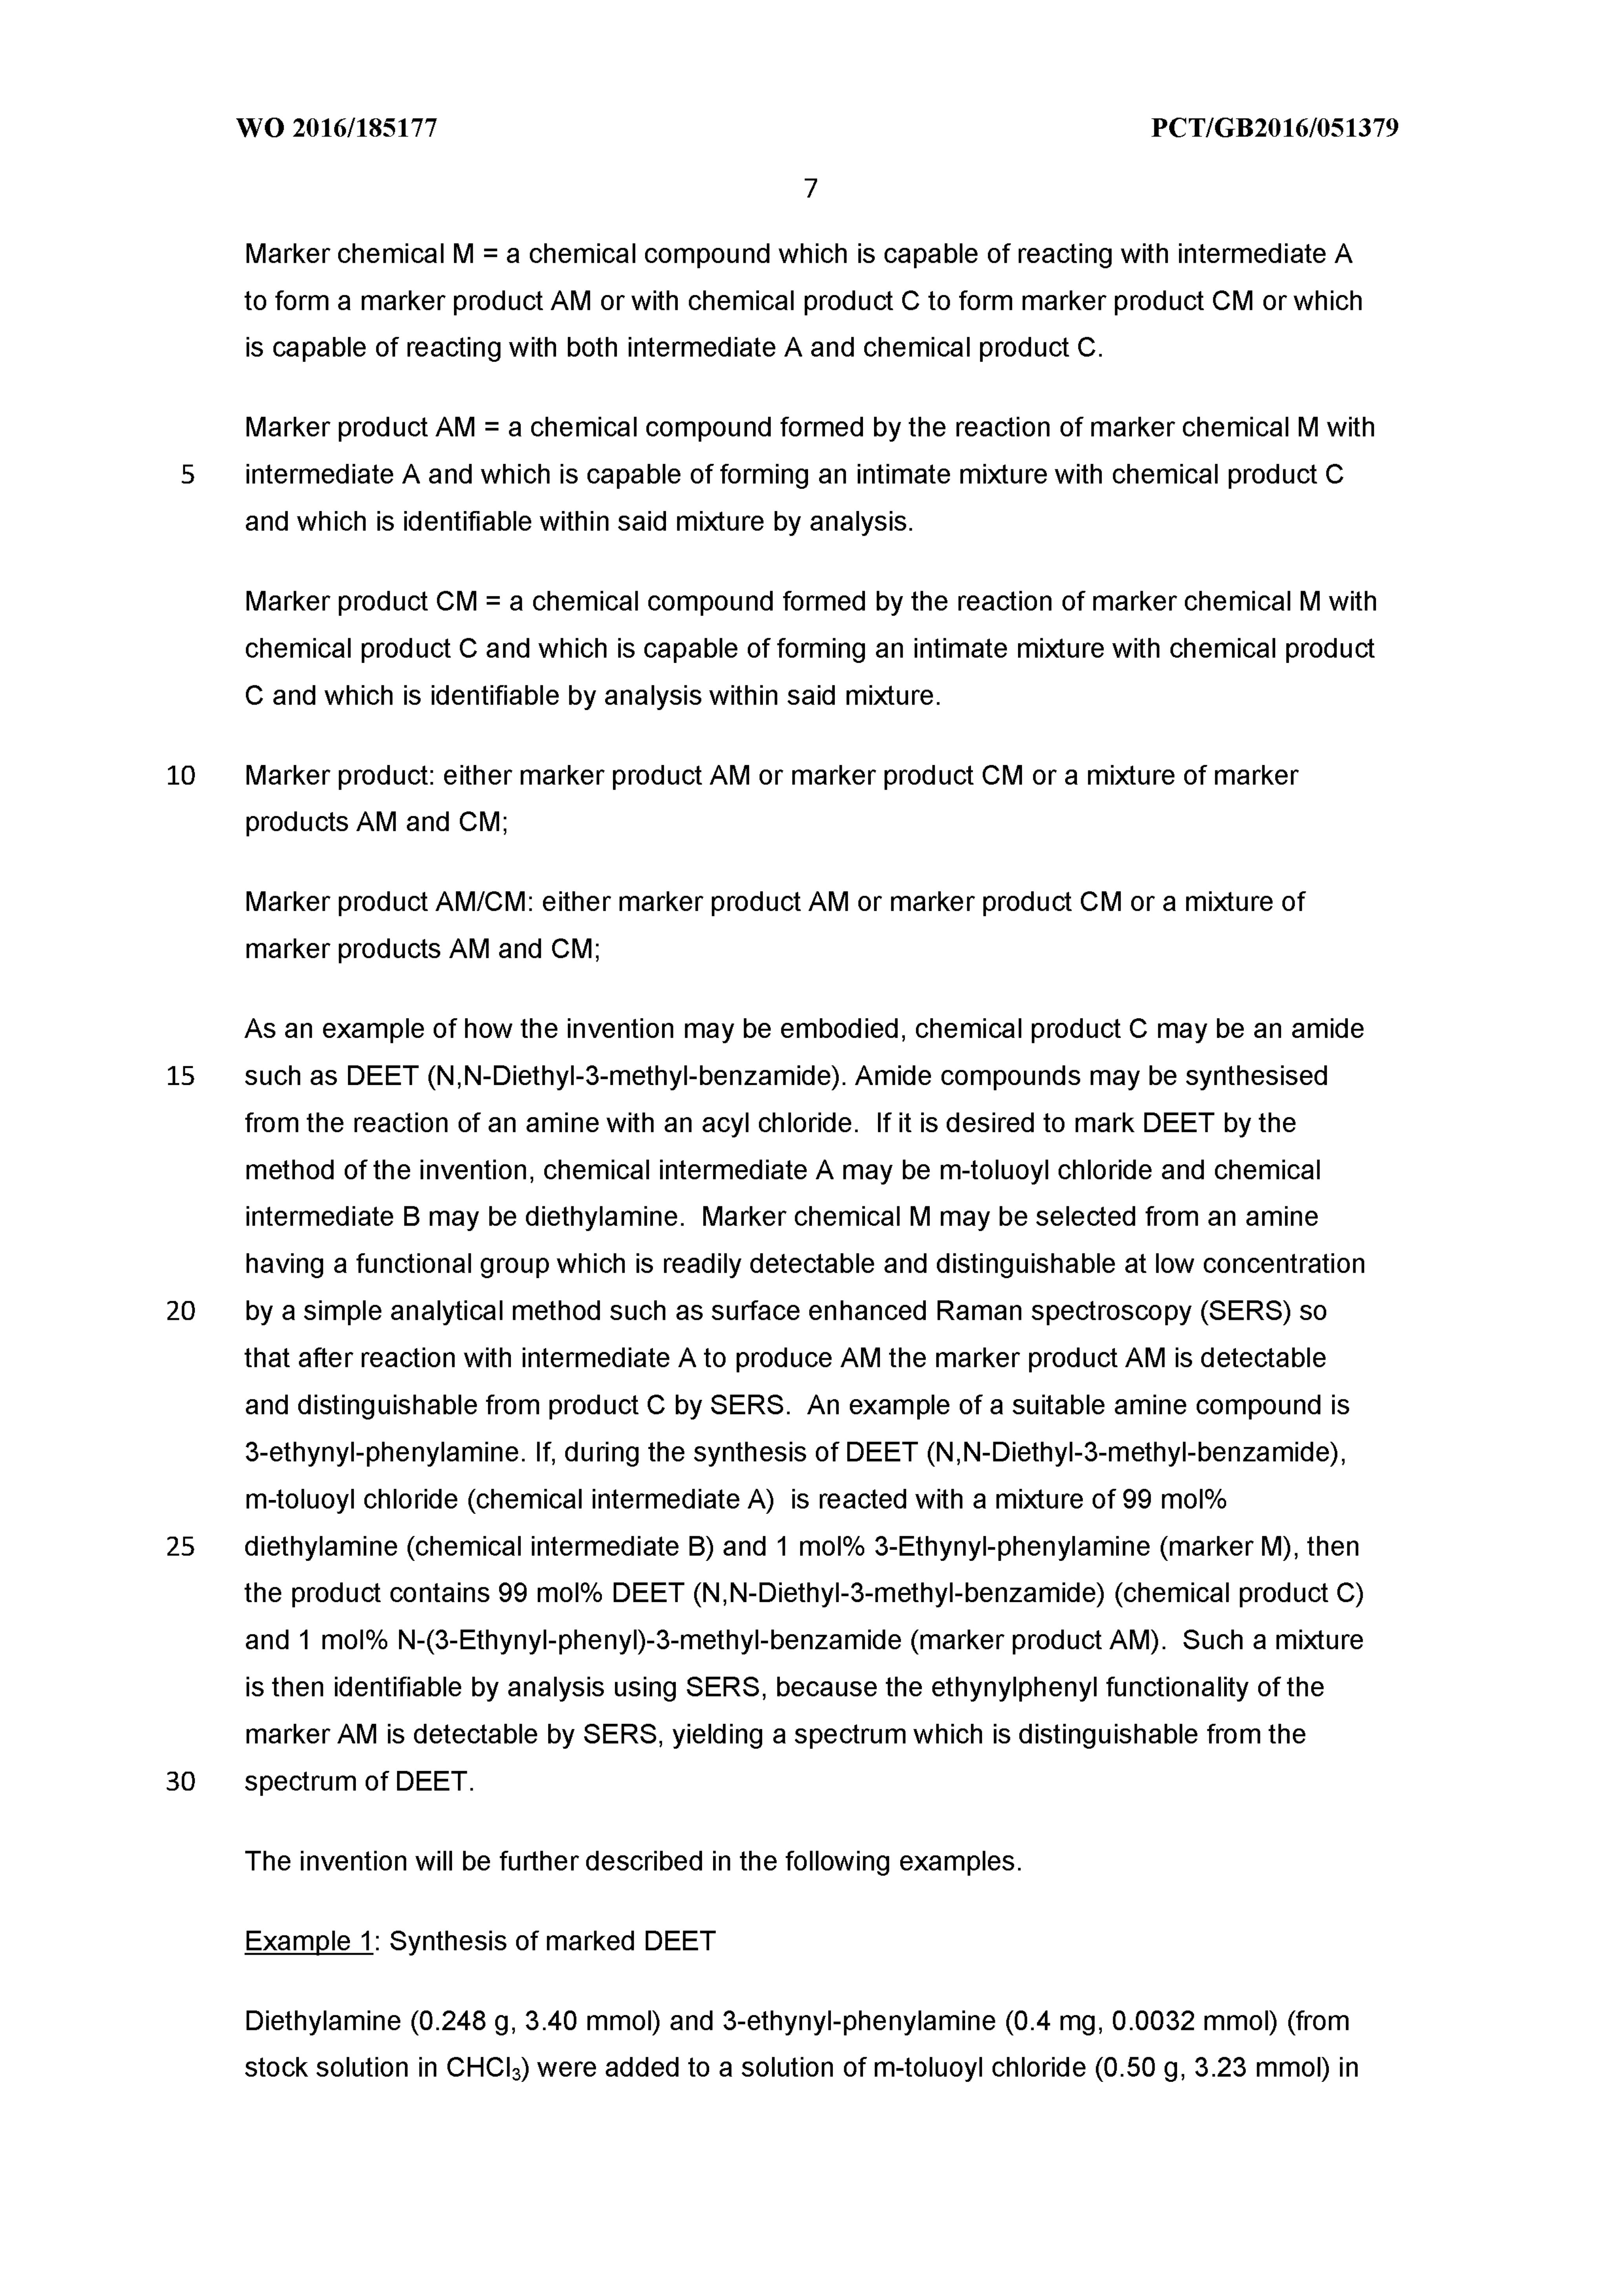 WO 2016/185177 PCT/GB2016/051379
7
Marker chemical M = a chemical compound which is capable of reacting with intermediate A
to form a marker product AM or with chemical product C to form marker product CM or which
is capable of reacting with both intermediate A and chemical product C.
Marker product AM = a chemical compound formed by the reaction of marker chemical M with
5 intermediate A and which is capable of forming an intimate mixture with chemical product C
and which is identifiable within said mixture by analysis.
Marker product CM = a chemical compound formed by the reaction of marker chemical M with
chemical product C and which is capable of forming an intimate mixture with chemical product
C and which is identifiable by analysis within said mixture.
10 Marker product: either marker product AM or marker product CM or a mixture of marker
products AM and CM;
Marker product AM/CM: either marker product AM or marker product CM or a mixture of
marker products AM and CM;
As an example of how the invention may be embodied, chemical product C may be an amide
15 such as DEET (N,N-Diethyl-3-methyl-benzamide). Amide compounds may be synthesised
from the reaction of an amine with an acyl chloride. If it is desired to mark DEET by the
method of the invention, chemical intermediate A may be m-toluoyl chloride and chemical
intermediate B may be diethylamine. Marker chemical M may be selected from an amine
having a functional group which is readily detectable and distinguishable at low concentration
20 by a simple analytical method such as surface enhanced Raman spectroscopy (SERS) so
that after reaction with intermediate A to produce AM the marker product AM is detectable
and distinguishable from product C by SERS. An example of a suitable amine compound is
3-ethynyl-phenylamine. If, during the synthesis of DEET (N,N-Diethyl-3-methyl-benzamide),
m-toluoyl chloride (chemical intermediate A) is reacted with a mixture of 99 mol%
25 diethylamine (chemical intermediate B) and 1 mol% 3-Ethynyl-phenylamine (marker M), then
the product contains 99 mol% DEET (N,N-Diethyl-3-methyl-benzamide) (chemical product C)
and 1 mol% N-(3-Ethynyl-phenyl)-3-methyl-benzamide (marker product AM). Such a mixture
is then identifiable by analysis using SERS, because the ethynylphenyl functionality of the
marker AM is detectable by SERS, yielding a spectrum which is distinguishable from the
30 spectrum of DEET.
The invention will be further described in the following examples.
Example 1: Synthesis of marked DEET
Diethylamine (0.248 g, 3.40 mmol) and 3-ethynyl-phenylamine (0.4 mg, 0.0032 mmol) (from
stock solution in CHCl₃) were added to a solution of m-toluoyl chloride (0.50 g, 3.23 mmol) in